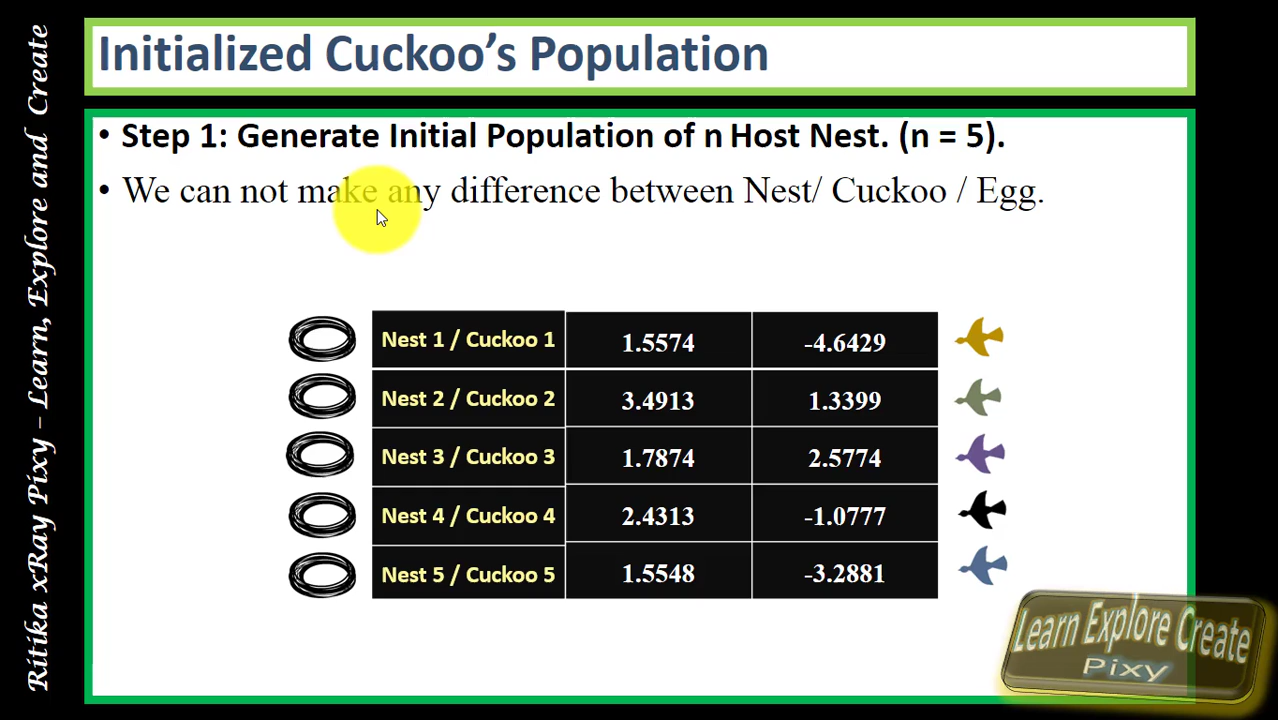 Initialized Cuckoo's Population
• Step 1: Generate Initial Population of n Host Nest. (n = 5).
• We can not make any difference between Nest/ Cuckoo / Egg.
Nest 1 / Cuckoo 1 1.5574 -4.6429
Nest 2 / Cuckoo 2 3.4913 1.3399
Nest 3 / Cuckoo 3 1.7874 2.5774
Nest 4 / Cuckoo 4 2.4313 -1.0777
Nest 5 / Cuckoo 5 1.5548 -3.2881
Ritika xRay Pixy – Learn, Explore and Create
Learn Explore Create
Pixy